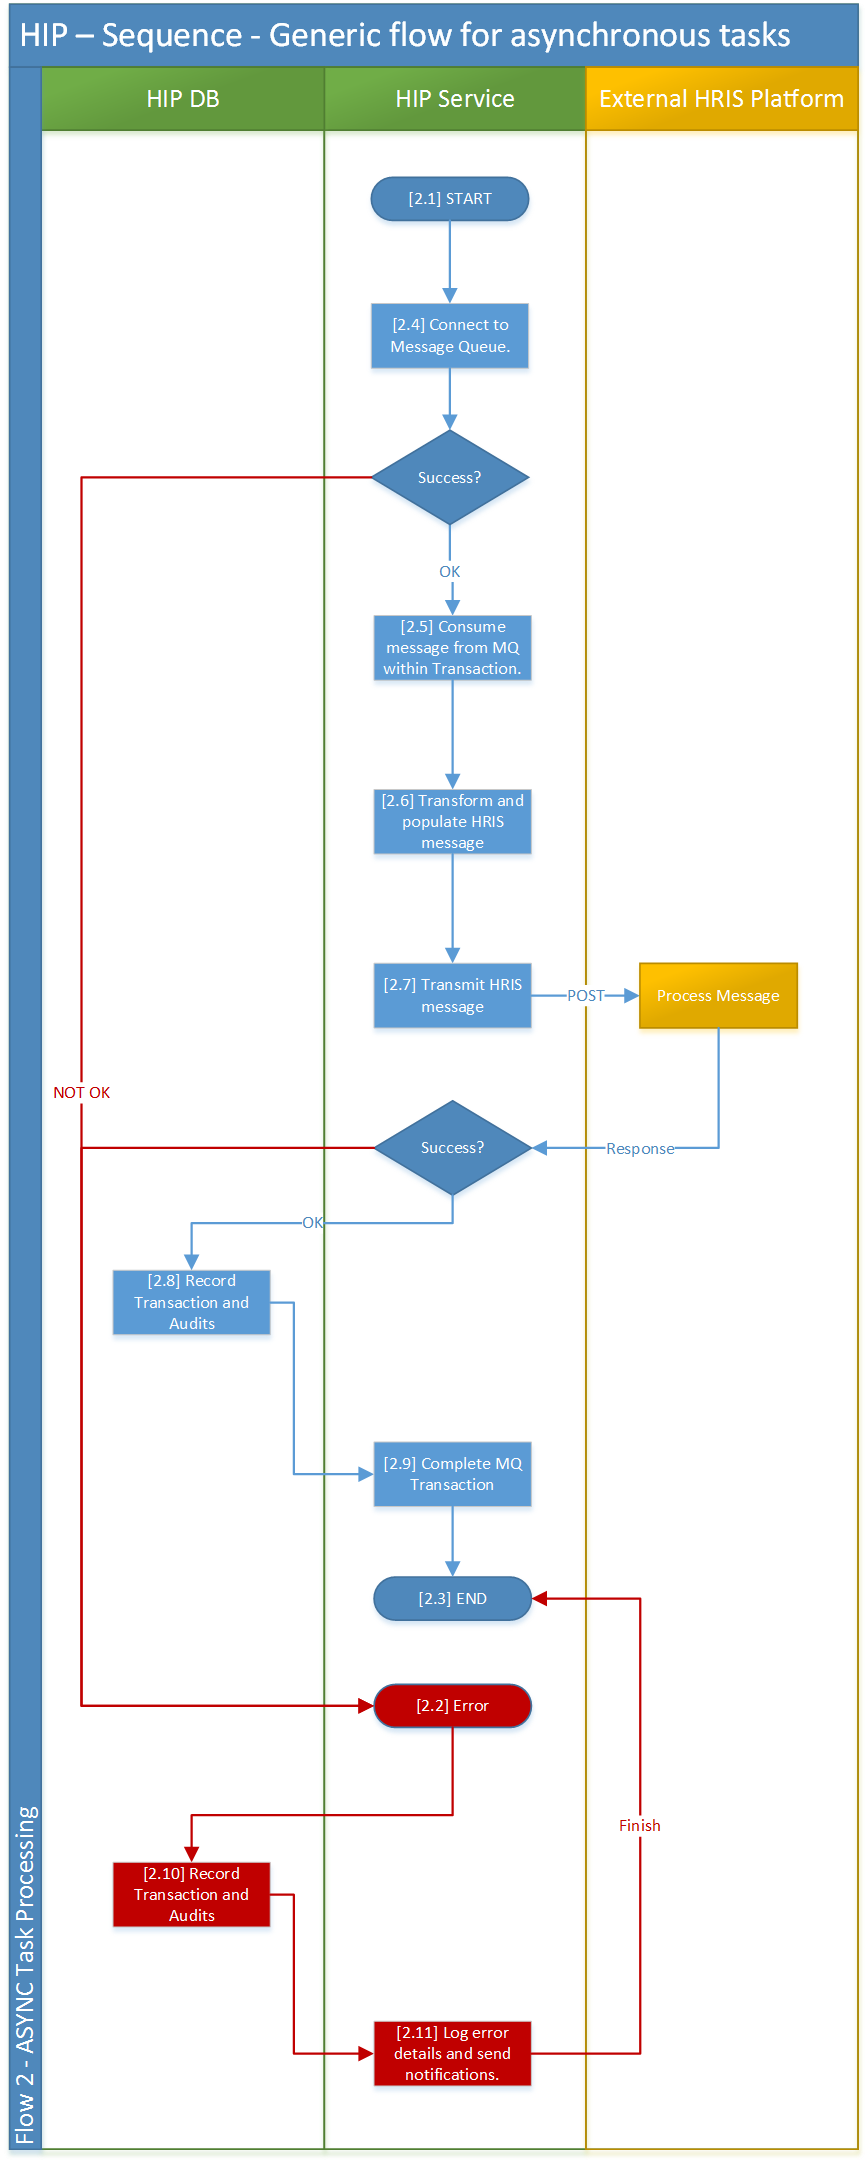 HIP – Sequence - Generic flow for asynchronous tasks
HIP DB
HIP Service
External HRIS Platform
[2.1] START
[2.4] Connect to
Message Queue.
Success?
OK
[2.5] Consume
message from MQ
within Transaction.
[2.6] Transform and
populate HRIS
message
[2.7] Transmit HRIS
message
POST
Process Message
NOT OK
Success?
Response
OK
[2.8] Record
Transaction and
Audits
[2.9] Complete MQ
Transaction
[2.3] END
[2.2] Error
Finish
[2.10] Record
Transaction and
Audits
[2.11] Log error
details and send
notifications.
Flow 2 - ASYNC Task Processing